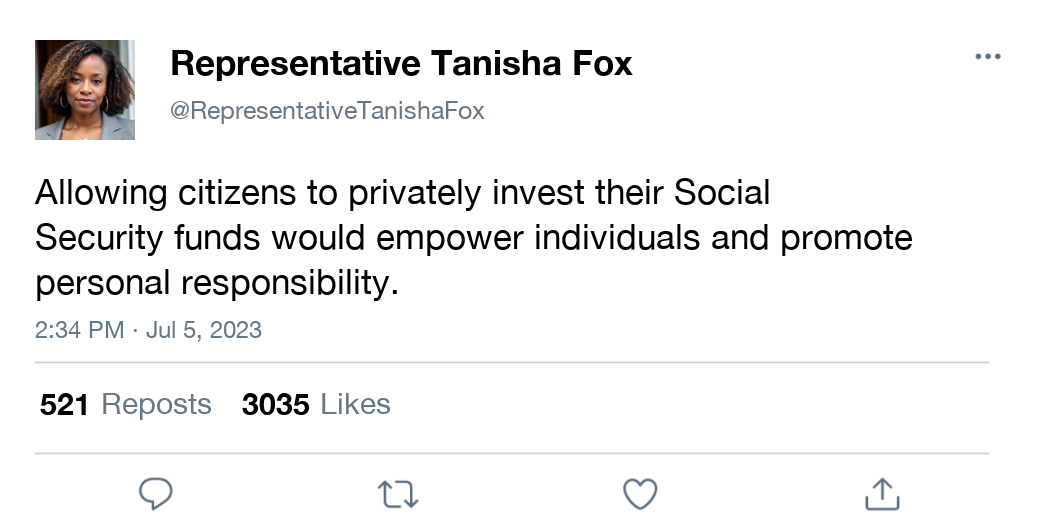 Representative Tanisha Fox
@RepresentativeTanishaFox
Allowing citizens to privately invest their Social
Security funds would empower individuals and promote
personal responsibility.
2:34 PM · Jul 5, 2023
521 Reposts 3035 Likes